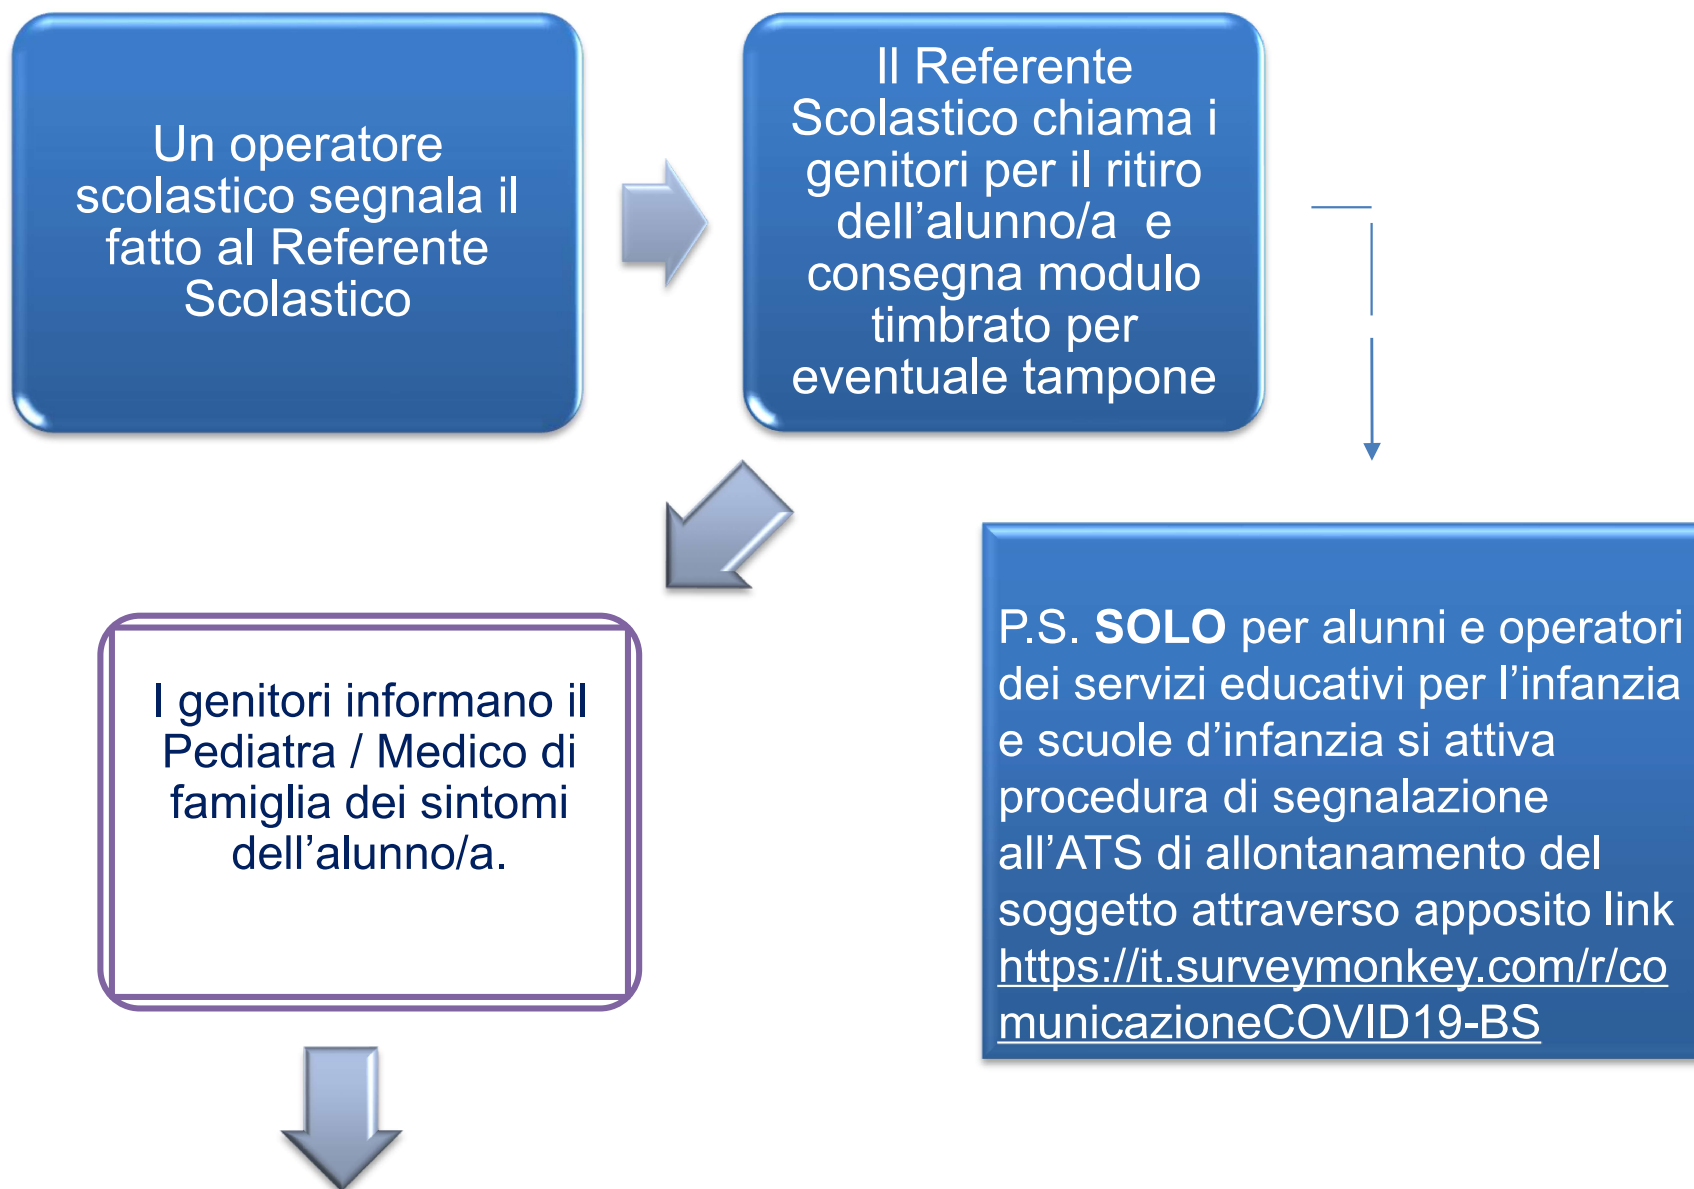 Un operatore
scolastico segnala il
fatto al Referente
Scolastico
Il Referente
Scolastico chiama i
genitori per il ritiro
dell’alunno/a e
consegna modulo
timbrato per
eventuale tampone
I genitori informano il
Pediatra / Medico di
famiglia dei sintomi
dell’alunno/a.
P.S. SOLO per alunni e operatori
dei servizi educativi per l’infanzia
e scuole d’infanzia si attiva
procedura di segnalazione
all’ATS di allontanamento del
soggetto attraverso apposito link
https://it.surveymonkey.com/r/co
municazioneCOVID19-BS